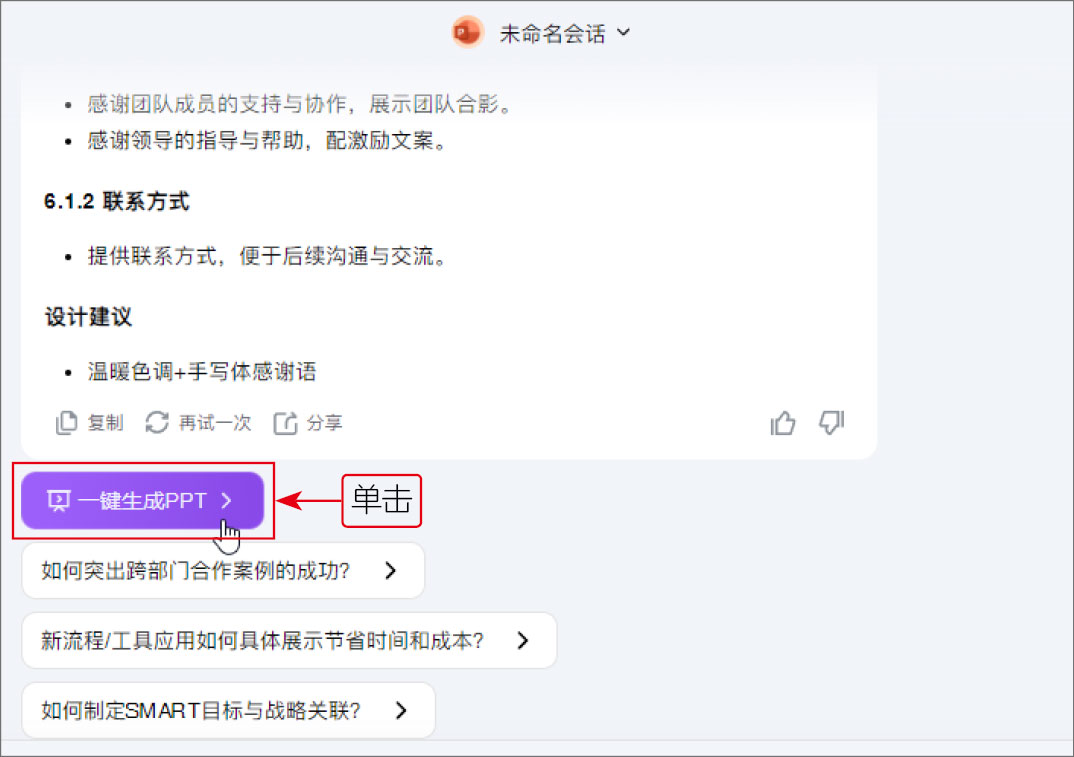 未命名会话
感谢团队成员的支持与协作，展示团队合影。
感谢领导的指导与帮助，配激励文案。
6.1.2 联系方式
提供联系方式，便于后续沟通与交流。
设计建议
温暖色调+手写体感谢语
复制 再试一次 分享
一键生成PPT
单击
如何突出跨部门合作案例的成功？
新流程/工具应用如何具体展示节省时间和成本？
如何制定SMART目标与战略关联？